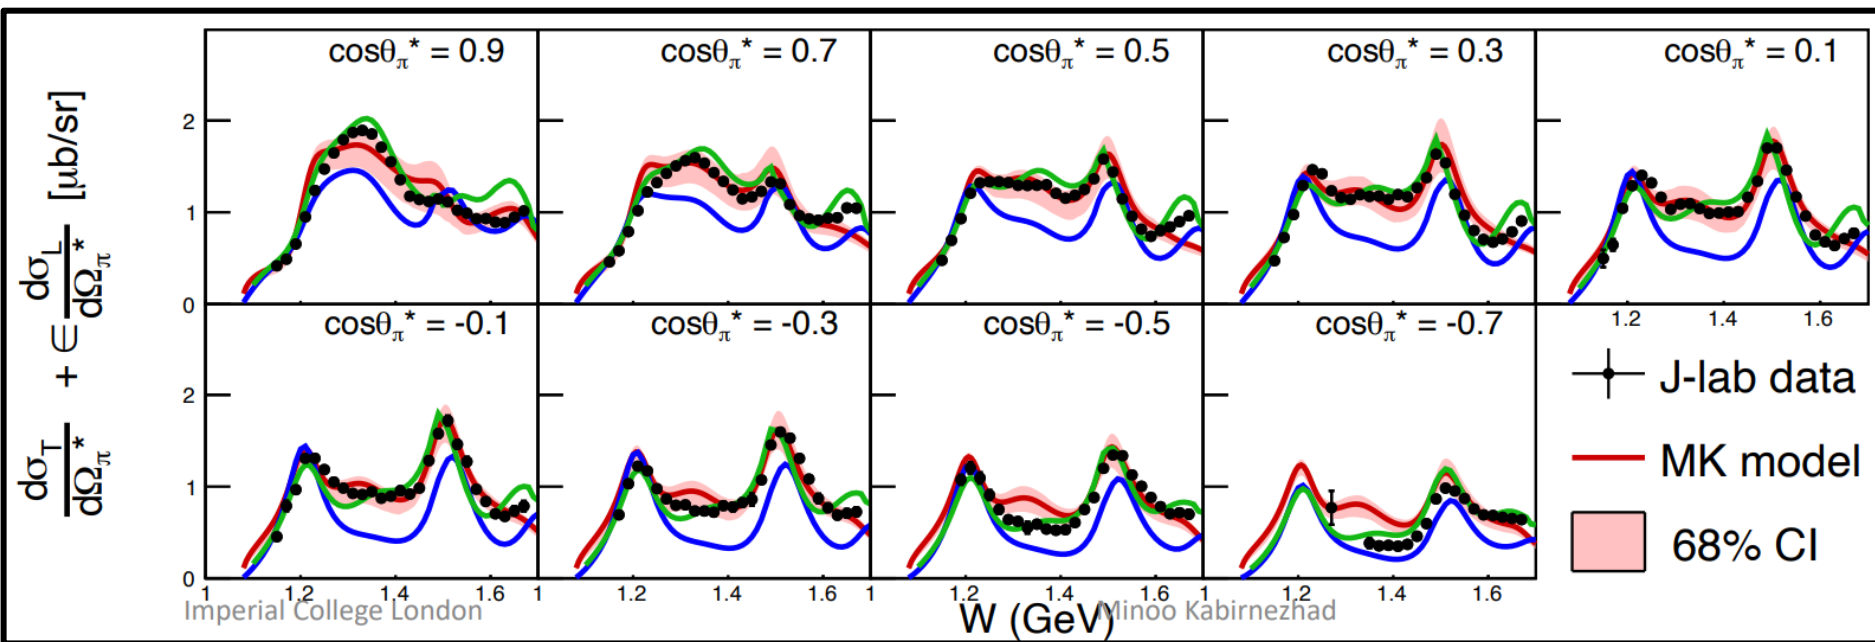 cosθπ* = 0.9
cosθπ* = 0.7
cosθπ* = 0.5
cosθπ* = 0.3
cosθπ* = 0.1
2
1
0
1.2 1.4 1.6
cosθπ* = -0.1
cosθπ* = -0.3
cosθπ* = -0.5
cosθπ* = -0.7
2
1
0
1 1.2 1.4 1.6 1 1.2 1.4 1.6 1 1.2 1.4 1.6 1 1.2 1.4 1.6
dσT/dΩπ* + ∈ dσL/dΩπ* [μb/sr]
W (GeV)
J-lab data
MK model
68% CI
Imperial College London
Minoo Kabirnezhad